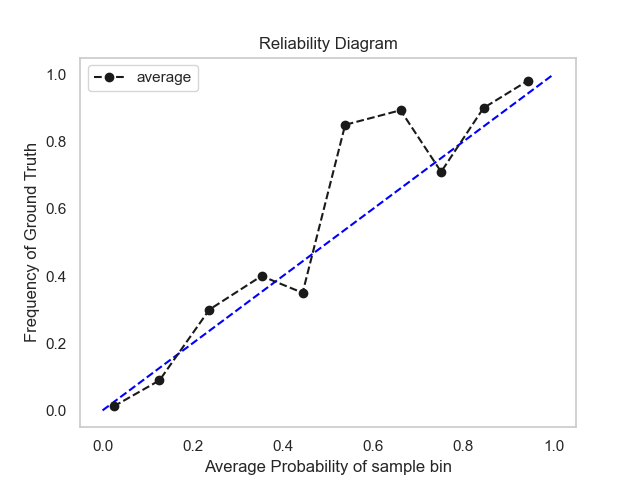 Reliability Diagram
average
Frequency of Ground Truth
1.0
0.8
0.6
0.4
0.2
0.0
0.0 0.2 0.4 0.6 0.8 1.0
Average Probability of sample bin